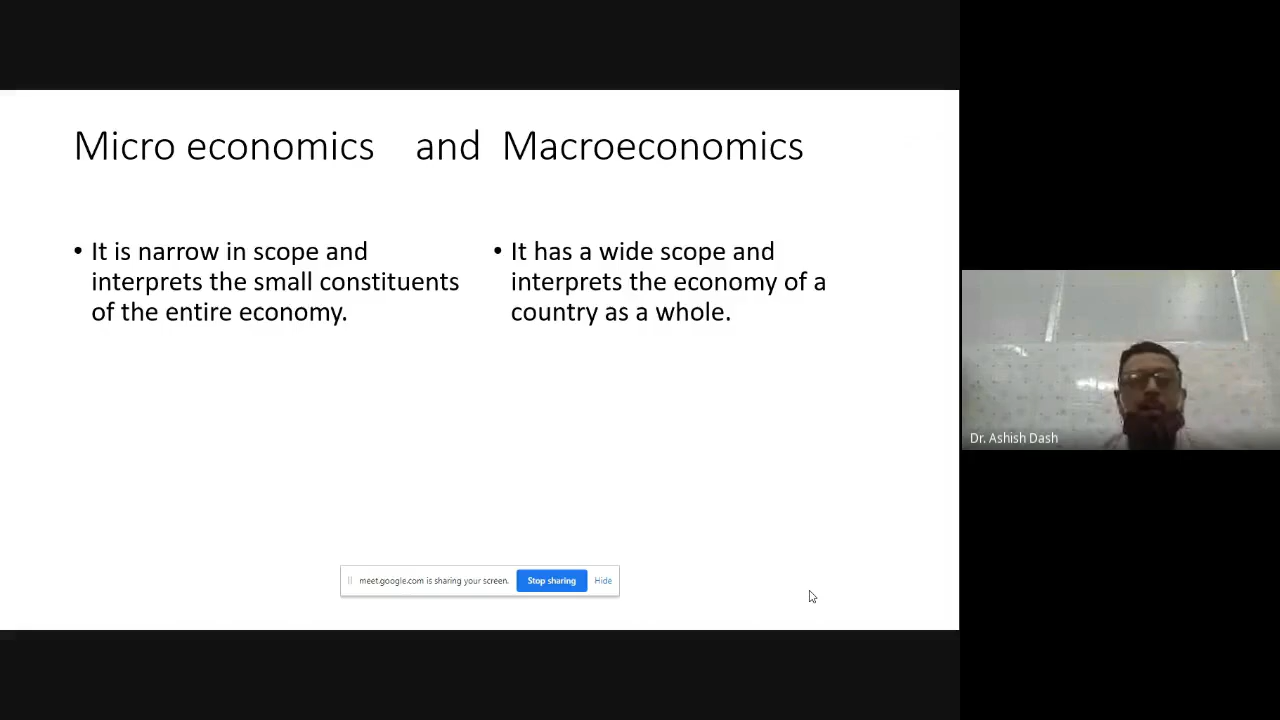 Micro economics and Macroeconomics
• It is narrow in scope and
interprets the small constituents
of the entire economy.
• It has a wide scope and
interprets the economy of a
country as a whole.
Dr. Ashish Dash
meet.google.com is sharing your screen.
Stop sharing
Hide